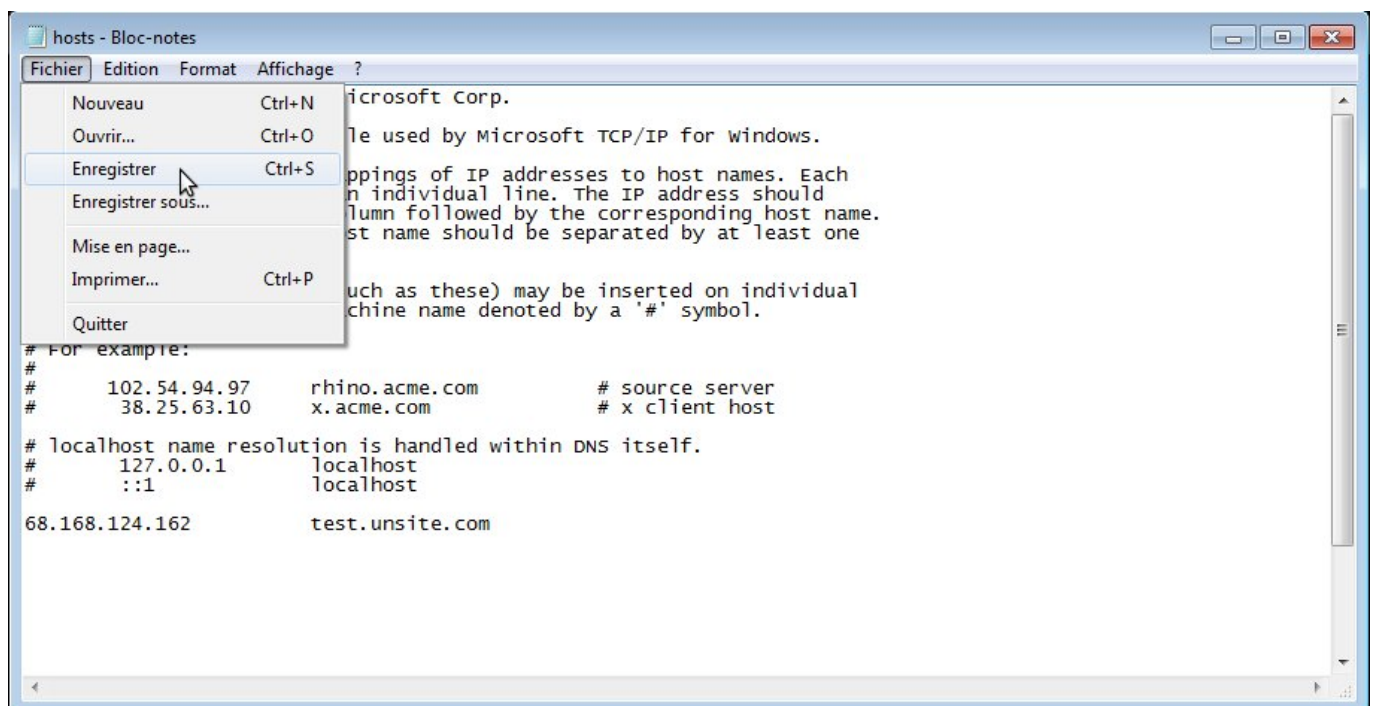 hosts - Bloc-notes
Fichier Edition Format Affichage ?
Nouveau Ctrl+N
Ouvrir... Ctrl+O
Enregistrer Ctrl+S
Enregistrer sous...
Mise en page...
Imprimer... Ctrl+P
Quitter
icrosoft Corp.
le used by Microsoft TCP/IP for Windows.
ppings of IP addresses to host names. Each
n individual line. The IP address should
lumn followed by the corresponding host name.
st name should be separated by at least one
uch as these) may be inserted on individual
chine name denoted by a '#' symbol.
# For example:
#
# 102.54.94.97 rhino.acme.com # source server
# 38.25.63.10 x.acme.com # x client host
# localhost name resolution is handled within DNS itself.
# 127.0.0.1 localhost
# ::1 localhost
68.168.124.162 test.unsite.com